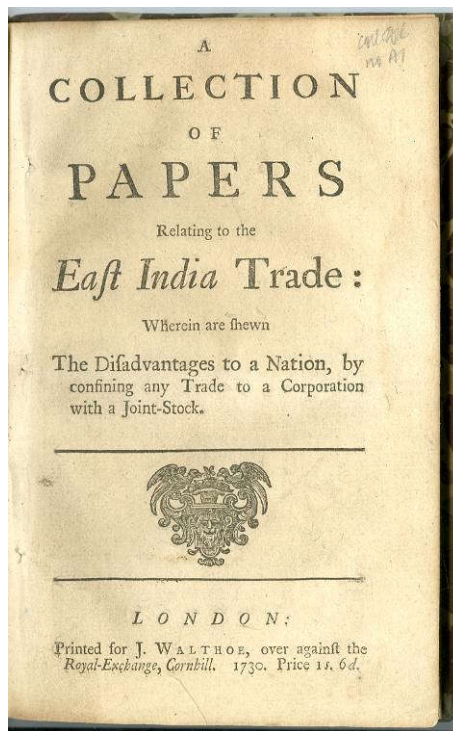 A
COLLECTION
OF
PAPERS
Relating to the
Eaſt India Trade:
Wherein are ſhewn
The Diſadvantages to a Nation, by
confining any Trade to a Corporation
with a Joint-Stock.
LONDON:
Printed for J. WALTHOE, over againſt the
Royal-Exchange, Cornhill. 1730. Price 1s. 6d.